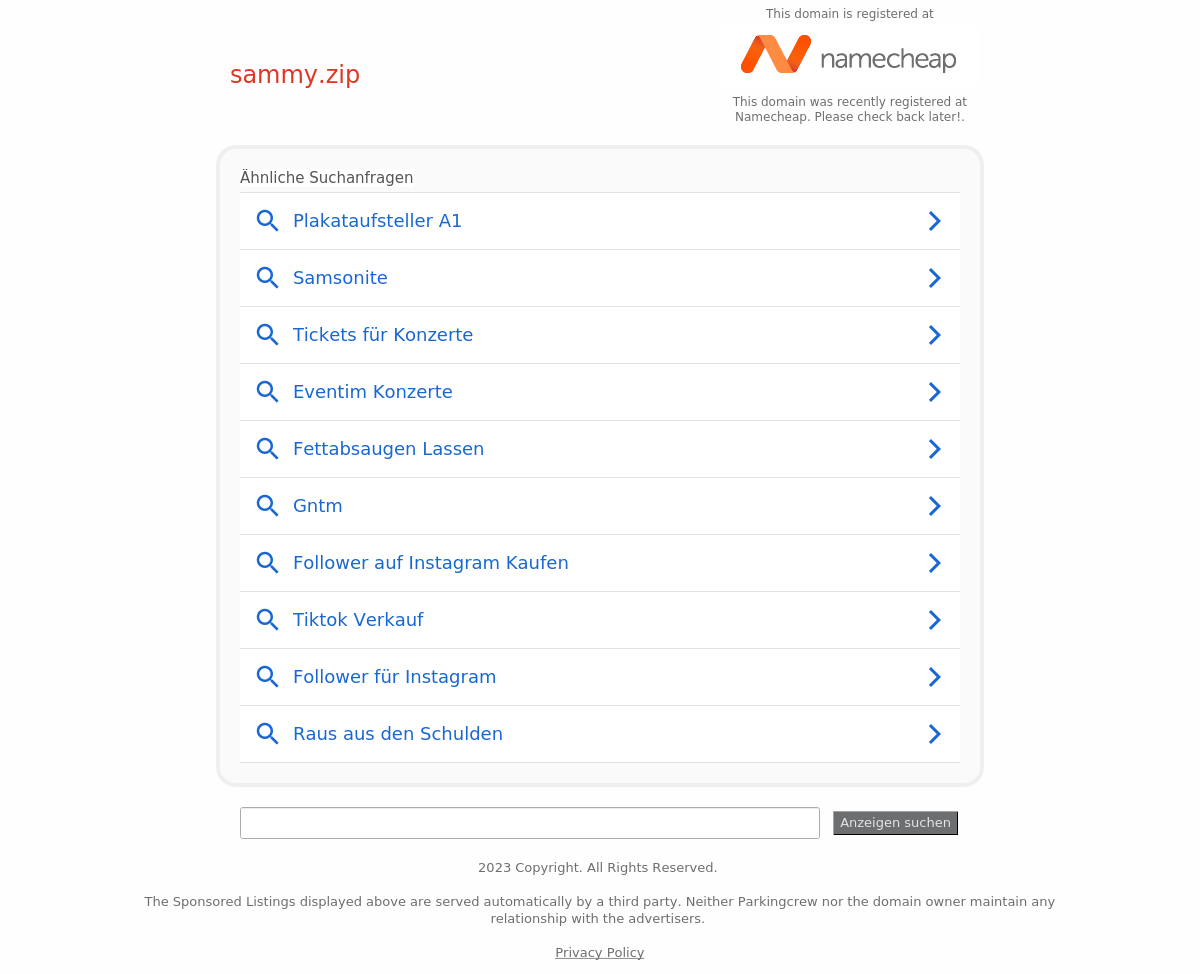 This domain is registered at
namecheap
sammy.zip
This domain was recently registered at
Namecheap. Please check back later!.
Ähnliche Suchanfragen
Plakataufsteller A1
Samsonite
Tickets für Konzerte
Eventim Konzerte
Fettabsaugen Lassen
Gntm
Follower auf Instagram Kaufen
Tiktok Verkauf
Follower für Instagram
Raus aus den Schulden
Anzeigen suchen
2023 Copyright. All Rights Reserved.
The Sponsored Listings displayed above are served automatically by a third party. Neither Parkingcrew nor the domain owner maintain any
relationship with the advertisers.
Privacy Policy